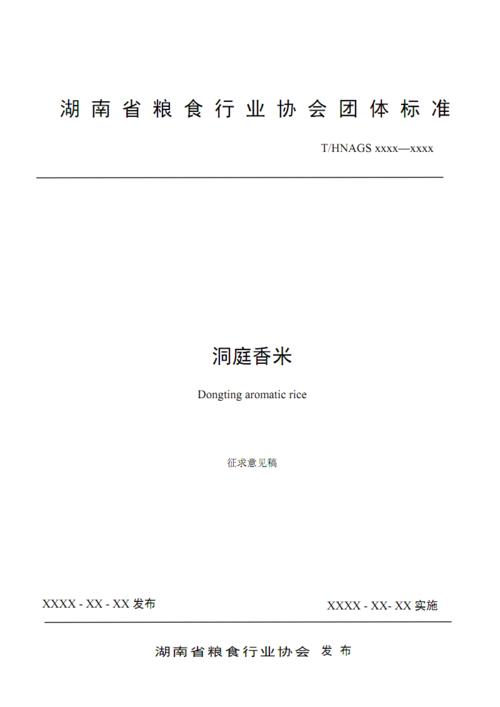 湖南省粮食行业协会团体标准
T/HNAGS xxxx—xxxx
洞庭香米
Dongting aromatic rice
征求意见稿
XXXX - XX - XX 发布 XXXX - XX- XX 实施
湖南省粮食行业协会 发布